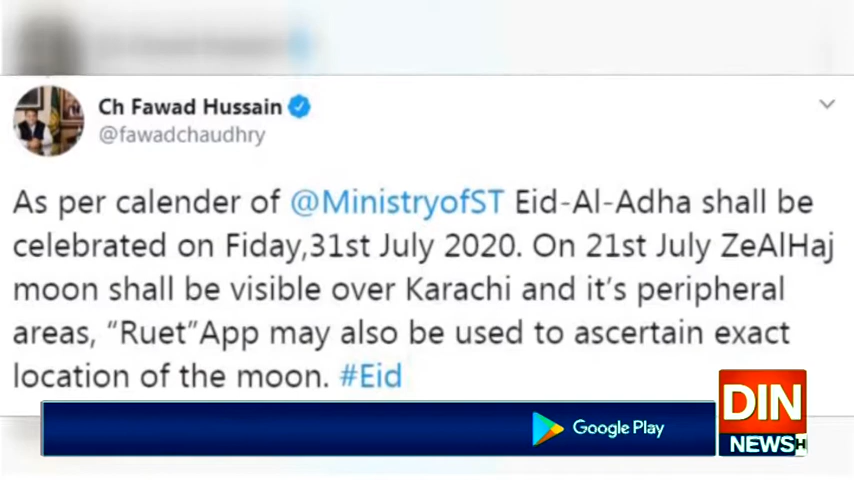 Ch Fawad Hussain
@fawadchaudhry
As per calender of @MinistryofST Eid-Al-Adha shall be
celebrated on Fiday,31st July 2020. On 21st July ZeAlHaj
moon shall be visible over Karachi and it's peripheral
areas, “Ruet”App may also be used to ascertain exact
location of the moon. #Eid
Google Play
DIN
NEWS
H